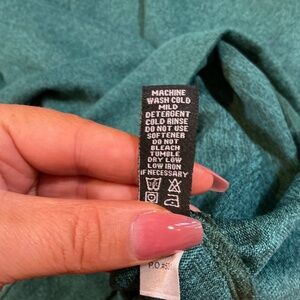 MACHINE
WASH COLD
MILD
DETERGENT
COLD RINSE
DO NOT USE
SOFTENER
DO NOT
BLEACH
TUMBLE
DRY LOW
LOW IRON
IF NECESSARY
P.O #